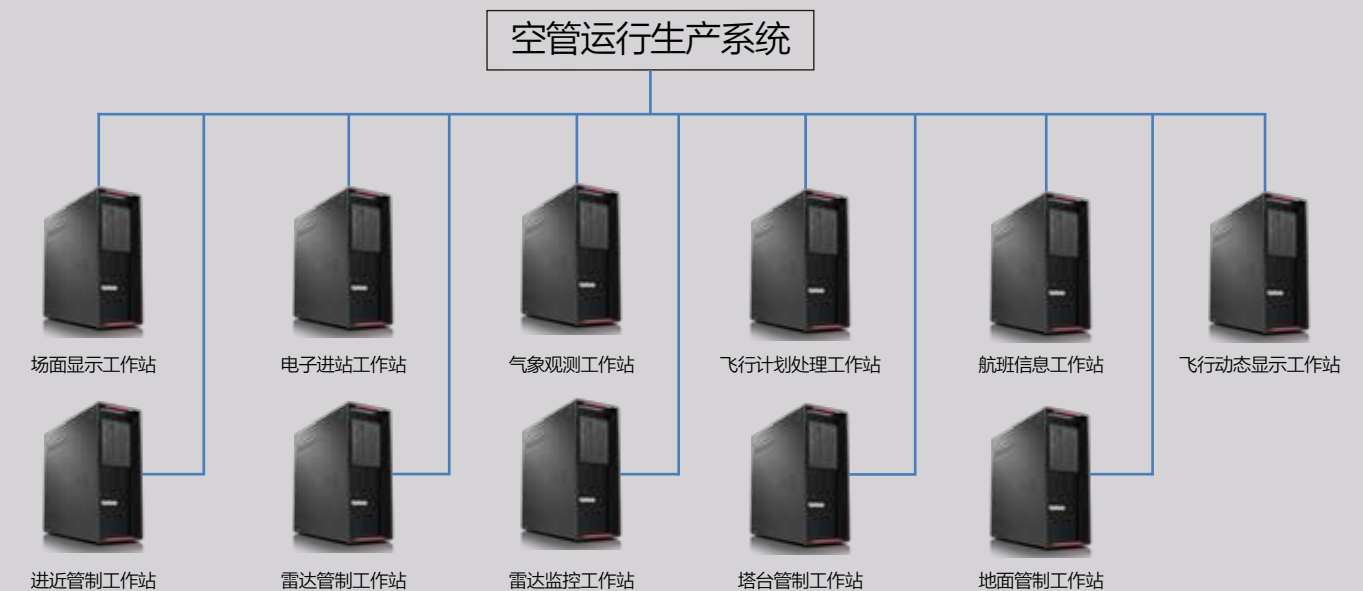 空管运行生产系统
场面显示工作站
电子进站工作站
气象观测工作站
飞行计划处理工作站
航班信息工作站
飞行动态显示工作站
进近管制工作站
雷达管制工作站
雷达监控工作站
塔台管制工作站
地面管制工作站